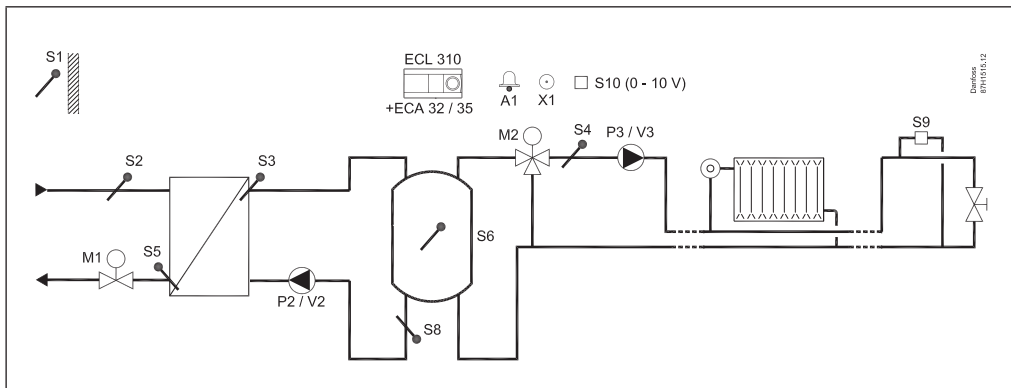 S1
ECL 310
+ECA 32 / 35
A1
X1
S10 (0 - 10 V)
Danfoss
87H1515.12
S2
S3
M2
S4
P3 / V3
S9
S6
M1
S5
P2 / V2
S8